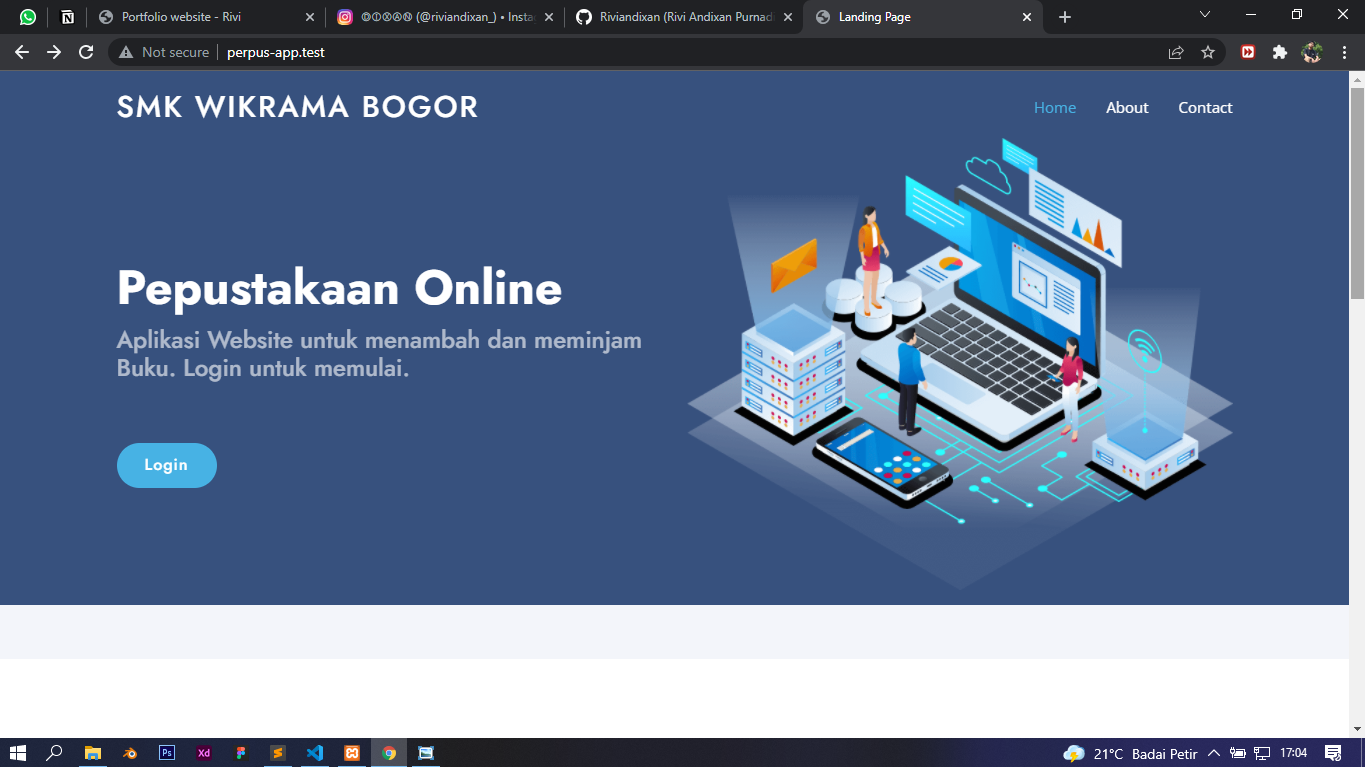 Portfolio website - Rivi
(@riviandixan_) • Insta
Riviandixan (Rivi Andixan Purnadi
Landing Page
Not secure
perpus-app.test
SMK WIKRAMA BOGOR
Home
About
Contact
Pepustakaan Online
Aplikasi Website untuk menambah dan meminjam
Buku. Login untuk memulai.
Login
21°C Badai Petir
17:04